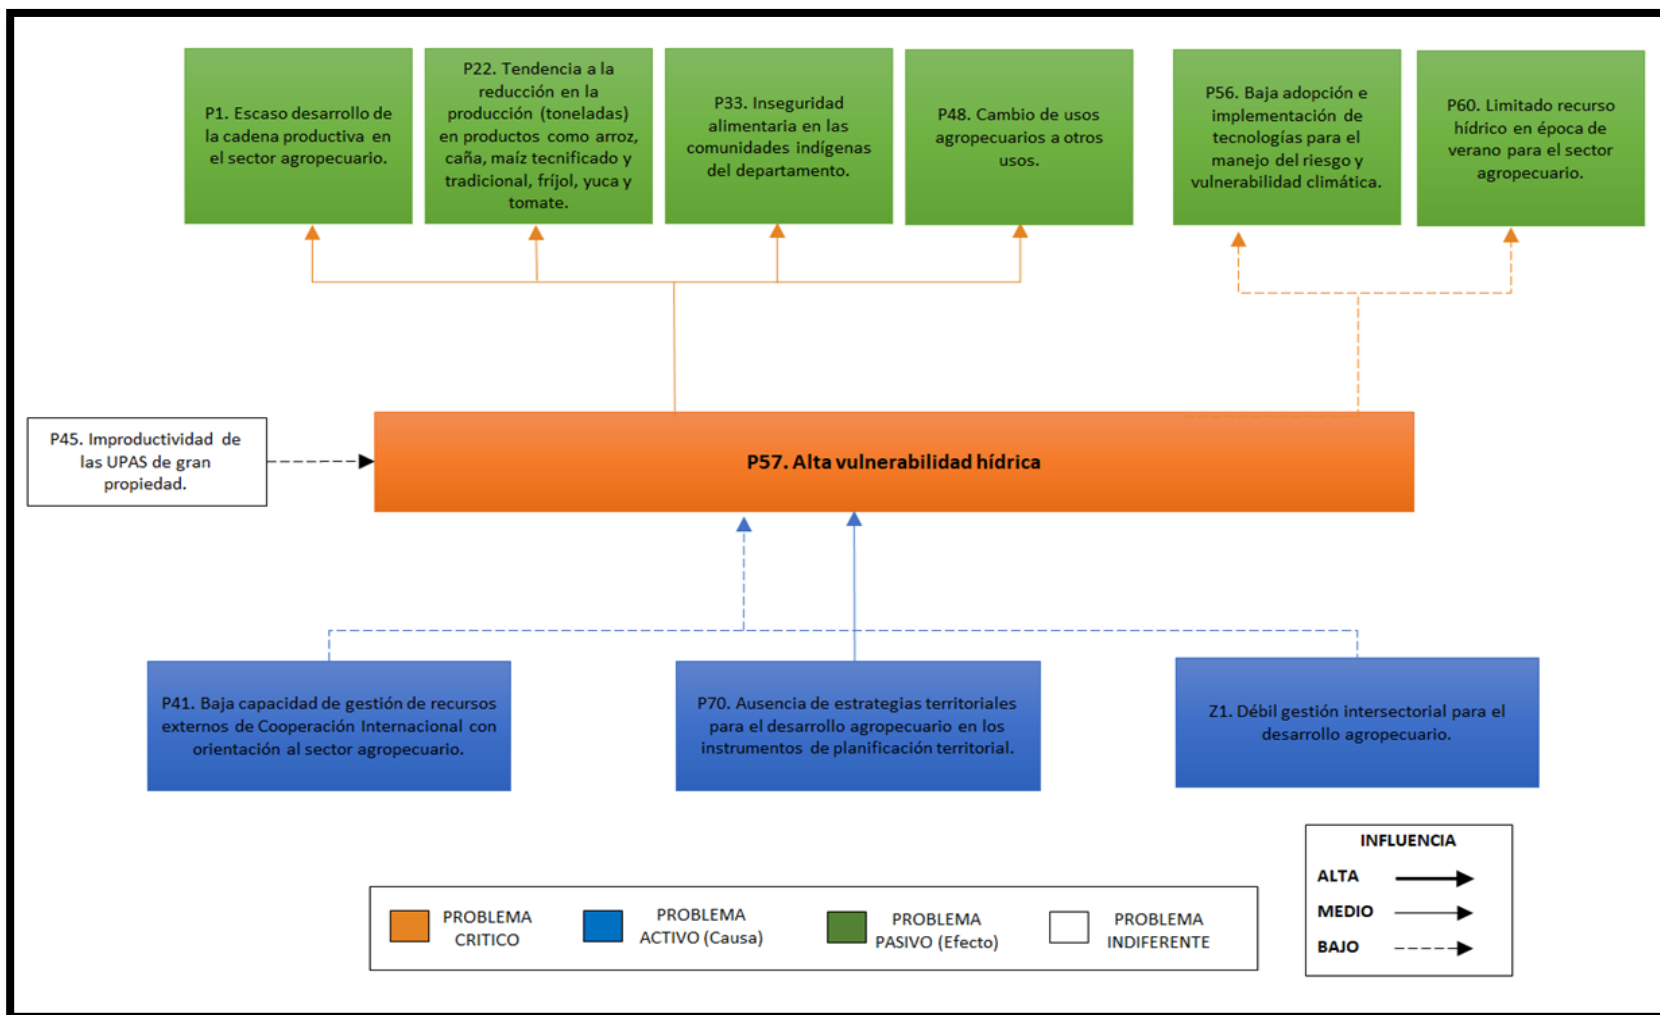 P1. Escaso desarrollo de
la cadena productiva en
el sector agropecuario.
P22. Tendencia a la
reducción en la
producción (toneladas)
en productos como arroz,
caña, maíz tecnificado y
tradicional, fríjol, yuca y
tomate.
P33. Inseguridad
alimentaria en las
comunidades indígenas
del departamento.
P48. Cambio de usos
agropecuarios a otros
usos.
P56. Baja adopción e
implementación de
tecnologías para el
manejo del riesgo y
vulnerabilidad climática.
P60. Limitado recurso
hídrico en época de
verano para el sector
agropecuario.
P45. Improductividad de
las UPAS de gran
propiedad.
P57. Alta vulnerabilidad hídrica
P41. Baja capacidad de gestión de recursos
externos de Cooperación Internacional con
orientación al sector agropecuario.
P70. Ausencia de estrategias territoriales
para el desarrollo agropecuario en los
instrumentos de planificación territorial.
Z1. Débil gestión intersectorial para el
desarrollo agropecuario.
INFLUENCIA
ALTA
MEDIO
BAJO
PROBLEMA
CRITICO
PROBLEMA
ACTIVO (Causa)
PROBLEMA
PASIVO (Efecto)
PROBLEMA
INDIFERENTE